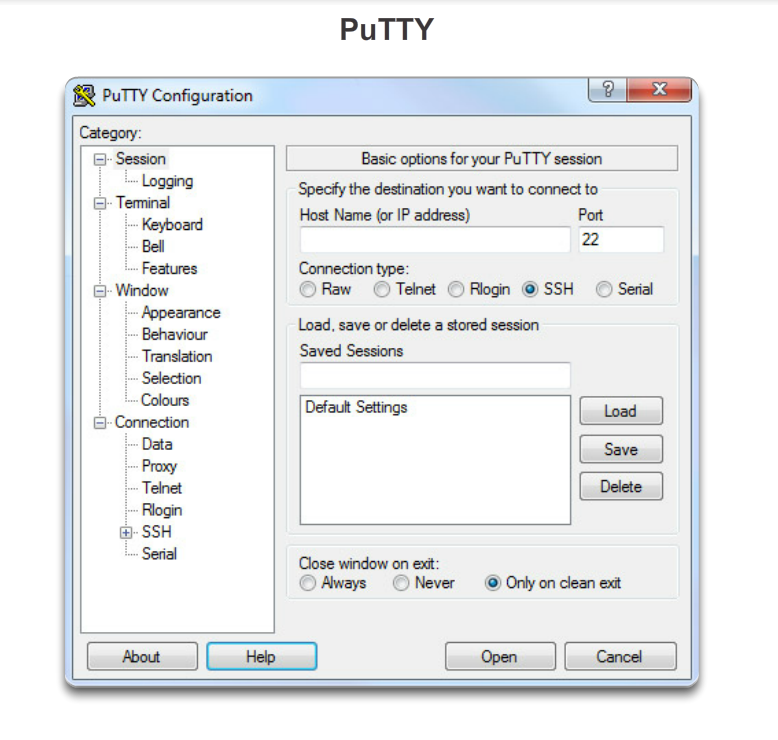 PuTTY
PuTTY Configuration
Category:
Session
Logging
Terminal
Keyboard
Bell
Features
Window
Appearance
Behaviour
Translation
Selection
Colours
Connection
Data
Proxy
Telnet
Rlogin
SSH
Serial
Basic options for your PuTTY session
Specify the destination you want to connect to
Host Name (or IP address) Port
22
Connection type:
Raw Telnet Rlogin SSH Serial
Load, save or delete a stored session
Saved Sessions
Default Settings
Load
Save
Delete
Close window on exit:
Always Never Only on clean exit
About Help Open Cancel